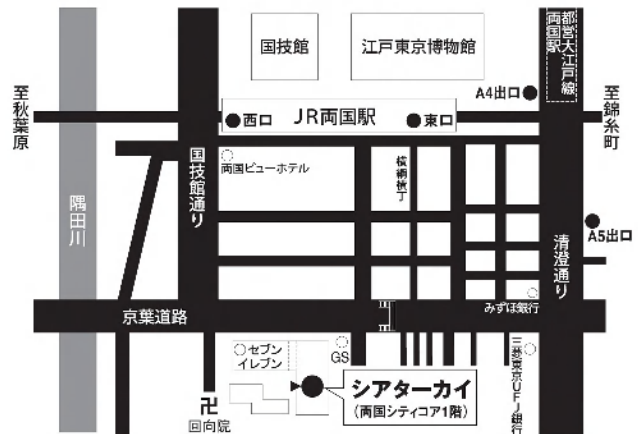 国技館
江戸東京博物館
都営大江戸線
両国駅
A4出口
至秋葉原
西口
JR両国駅
東口
至錦糸町
両国ビューホテル
横綱横丁
国技館通り
隅田川
A5出口
清澄通り
みずほ銀行
京葉道路
セブン
イレブン
GS
三菱東京UFJ銀行
シアターカイ
(両国シティコア1階)
卍
回向院